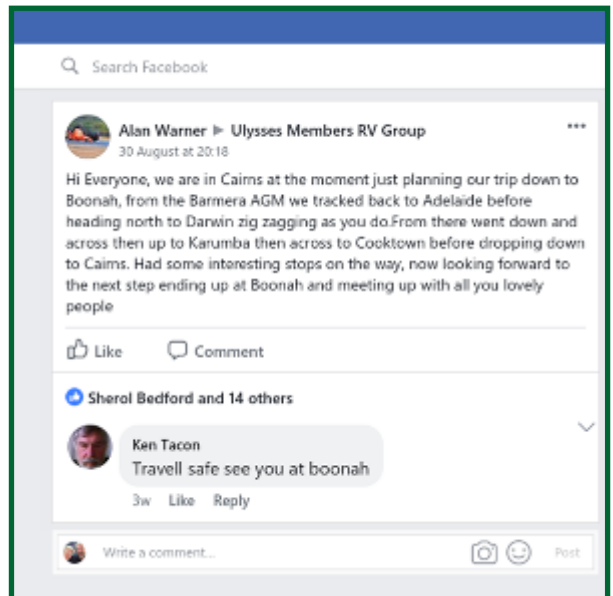 Search Facebook
Alan Warner ▶ Ulysses Members RV Group
30 August at 20:18
Hi Everyone, we are in Cairns at the moment just planning our trip down to
Boonah, from the Barmera AGM we tracked back to Adelaide before
heading north to Darwin zig zagging as you do.From there went down and
across then up to Karumba then across to Cooktown before dropping down
to Cairns. Had some interesting stops on the way, now looking forward to
the next step ending up at Boonah and meeting up with all you lovely
people
Like Comment
Sherol Bedford and 14 others
Ken Tacon
Travell safe see you at boonah
3w Like Reply
Write a comment... Post